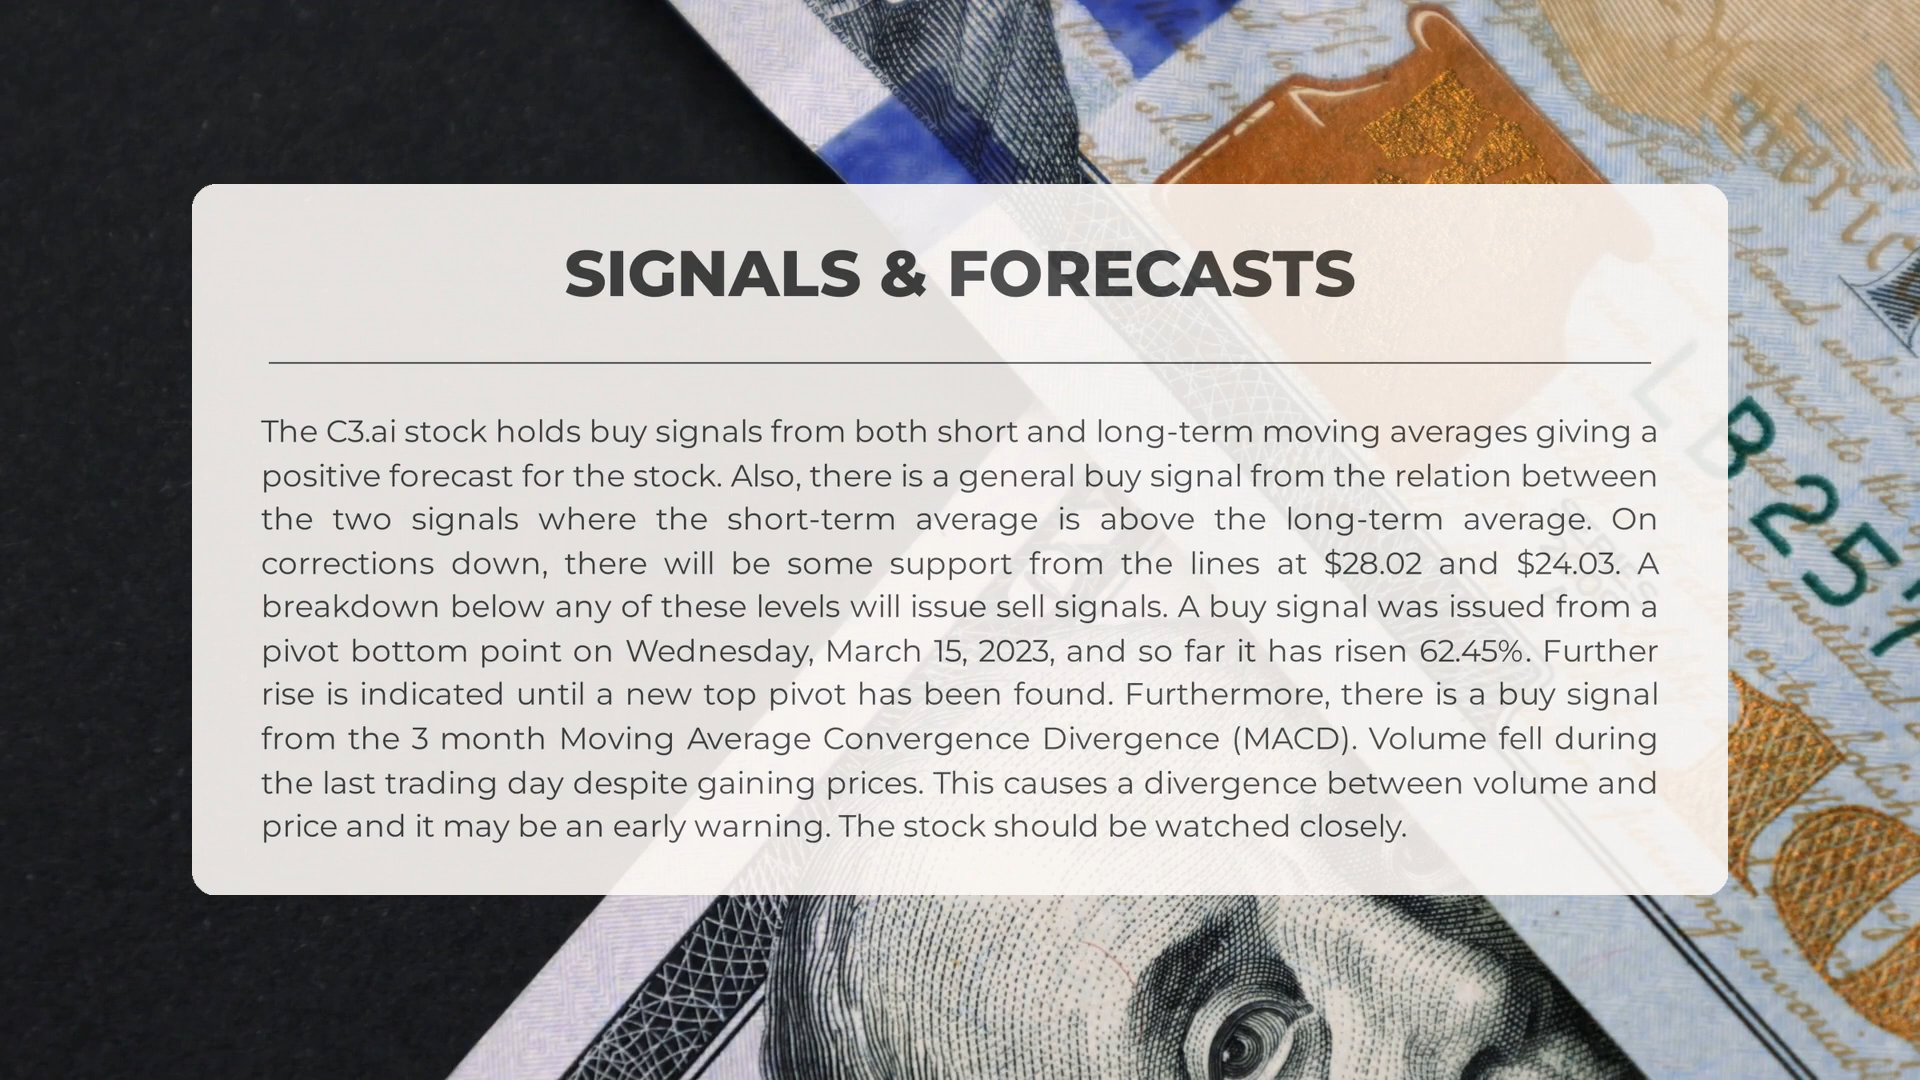 SIGNALS & FORECASTS
The C3.ai stock holds buy signals from both short and long-term moving averages giving a
positive forecast for the stock. Also, there is a general buy signal from the relation between
the two signals where the short-term average is above the long-term average. On
corrections down, there will be some support from the lines at $28.02 and $24.03. A
breakdown below any of these levels will issue sell signals. A buy signal was issued from a
pivot bottom point on Wednesday, March 15, 2023, and so far it has risen 62.45%. Further
rise is indicated until a new top pivot has been found. Furthermore, there is a buy signal
from the 3 month Moving Average Convergence Divergence (MACD). Volume fell during
the last trading day despite gaining prices. This causes a divergence between volume and
price and it may be an early warning. The stock should be watched closely.
LB25